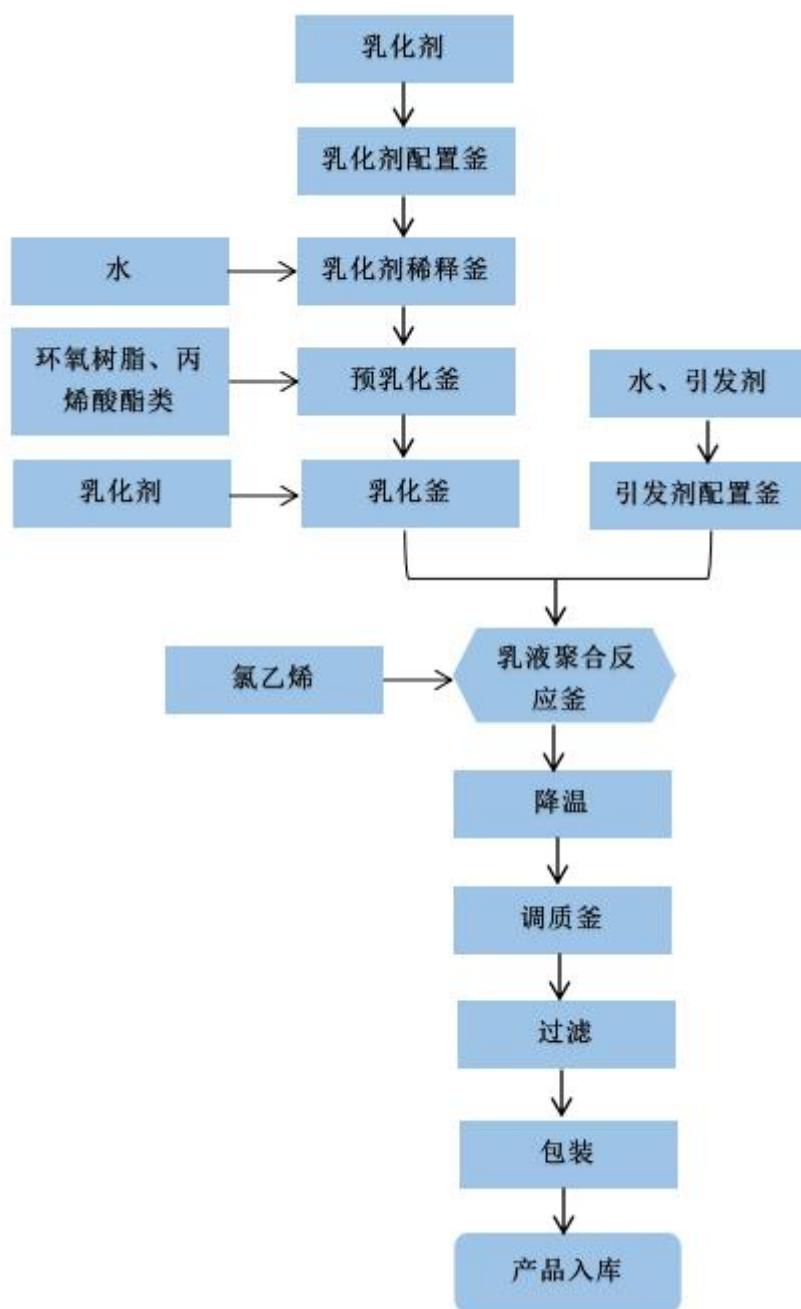 乳化剂
乳化剂配置釜
水
乳化剂稀释釜
环氧树脂、丙
烯酸酯类
预乳化釜
水、引发剂
乳化剂
乳化釜
引发剂配置釜
氯乙烯
乳液聚合反
应釜
降温
调质釜
过滤
包装
产品入库